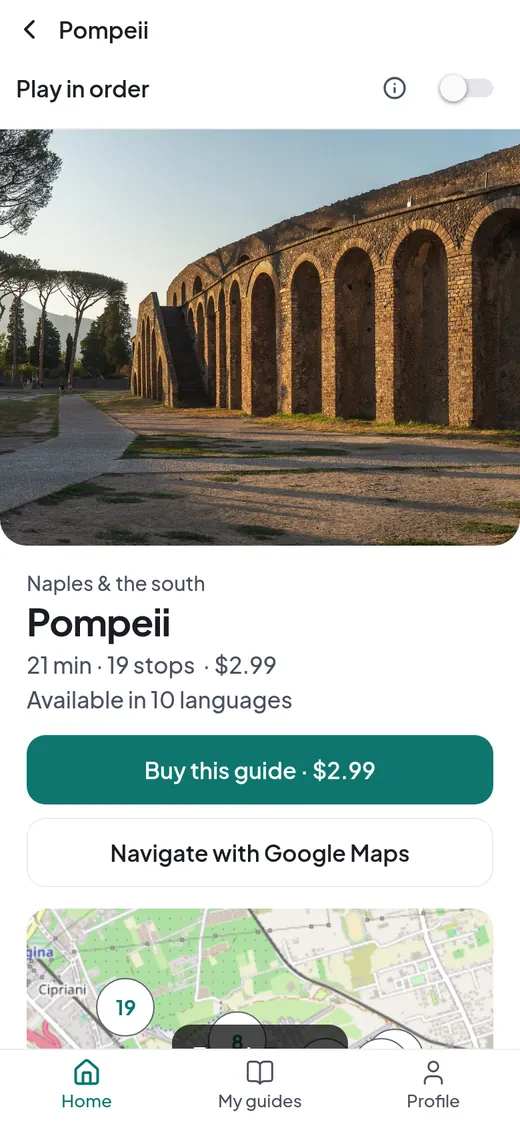 Pompeii
Play in order
Naples & the south
Pompeii
21 min · 19 stops · $2.99
Available in 10 languages
Buy this guide · $2.99
Navigate with Google Maps
gina
Cipriani
19
8
Home
My guides
Profile